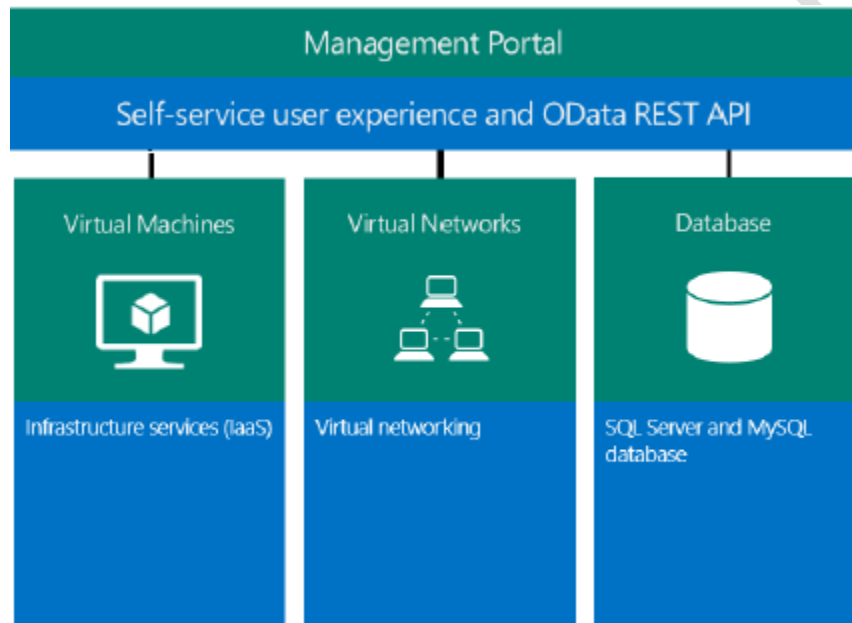 Management Portal
Self-service user experience and OData REST API
Virtual Machines
Infrastructure services (IaaS)
Virtual Networks
Virtual networking
Database
SQL Server and MySQL
database